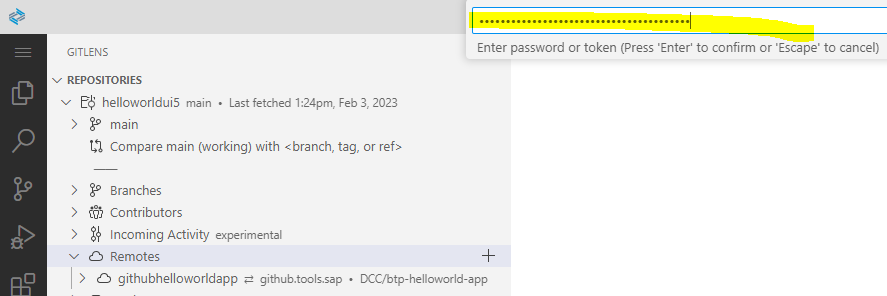 ••••••••••••••••••••••••••••••••••••••••
Enter password or token (Press 'Enter' to confirm or 'Escape' to cancel)
GITLENS
REPOSITORIES
helloworldui5 main • Last fetched 1:24pm, Feb 3, 2023
main
Compare main (working) with <branch, tag, or ref>
Branches
Contributors
Incoming Activity experimental
Remotes
githubhelloworldapp ⇄ github.tools.sap • DCC/btp-helloworld-app